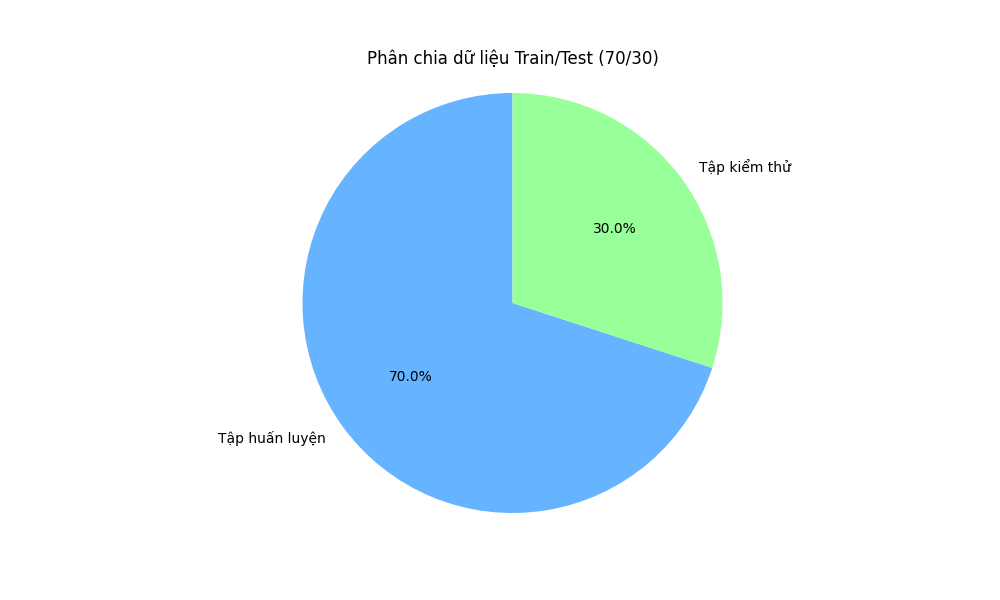 Phân chia dữ liệu Train/Test (70/30)
Tập kiểm thử
30.0%
70.0%
Tập huấn luyện